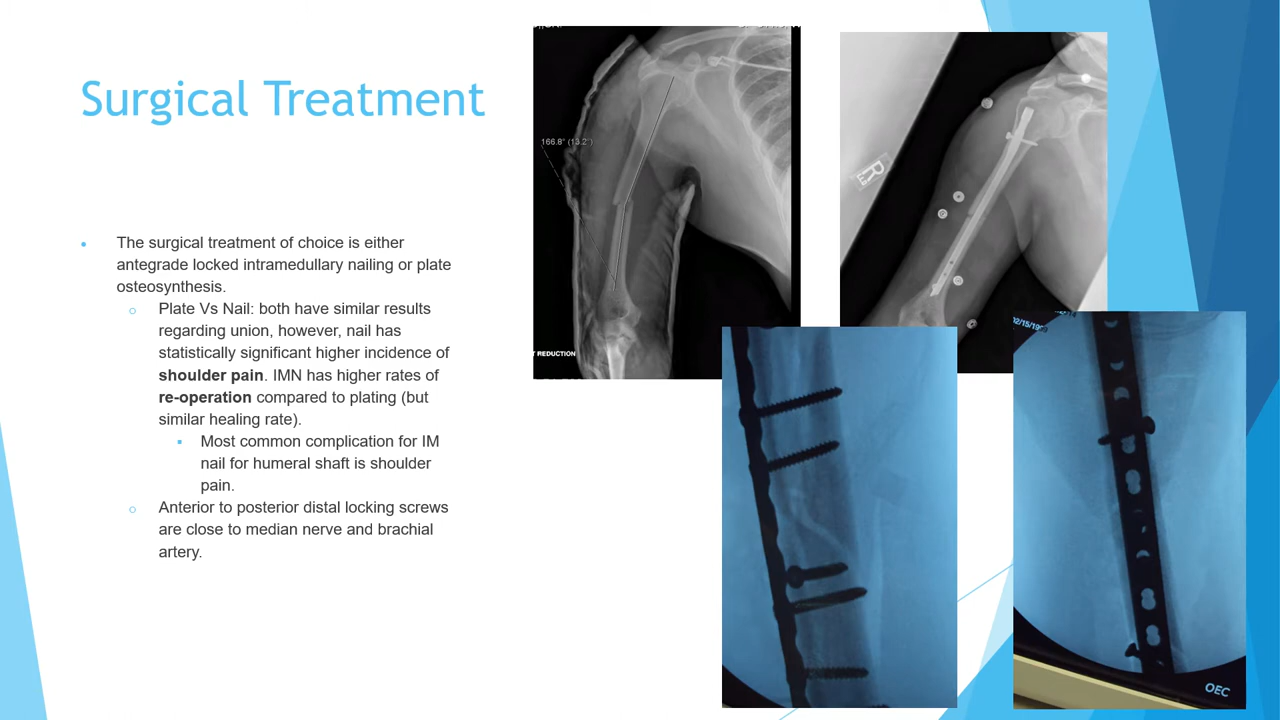 Surgical Treatment
The surgical treatment of choice is either
antegrade locked intramedullary nailing or plate
osteosynthesis.
Plate Vs Nail: both have similar results
regarding union, however, nail has
statistically significant higher incidence of
shoulder pain. IMN has higher rates of
re-operation compared to plating (but
similar healing rate).
Most common complication for IM
nail for humeral shaft is shoulder
pain.
Anterior to posterior distal locking screws
are close to median nerve and brachial
artery.
166.8° (13.2°)
T REDUCTION
R
OEC